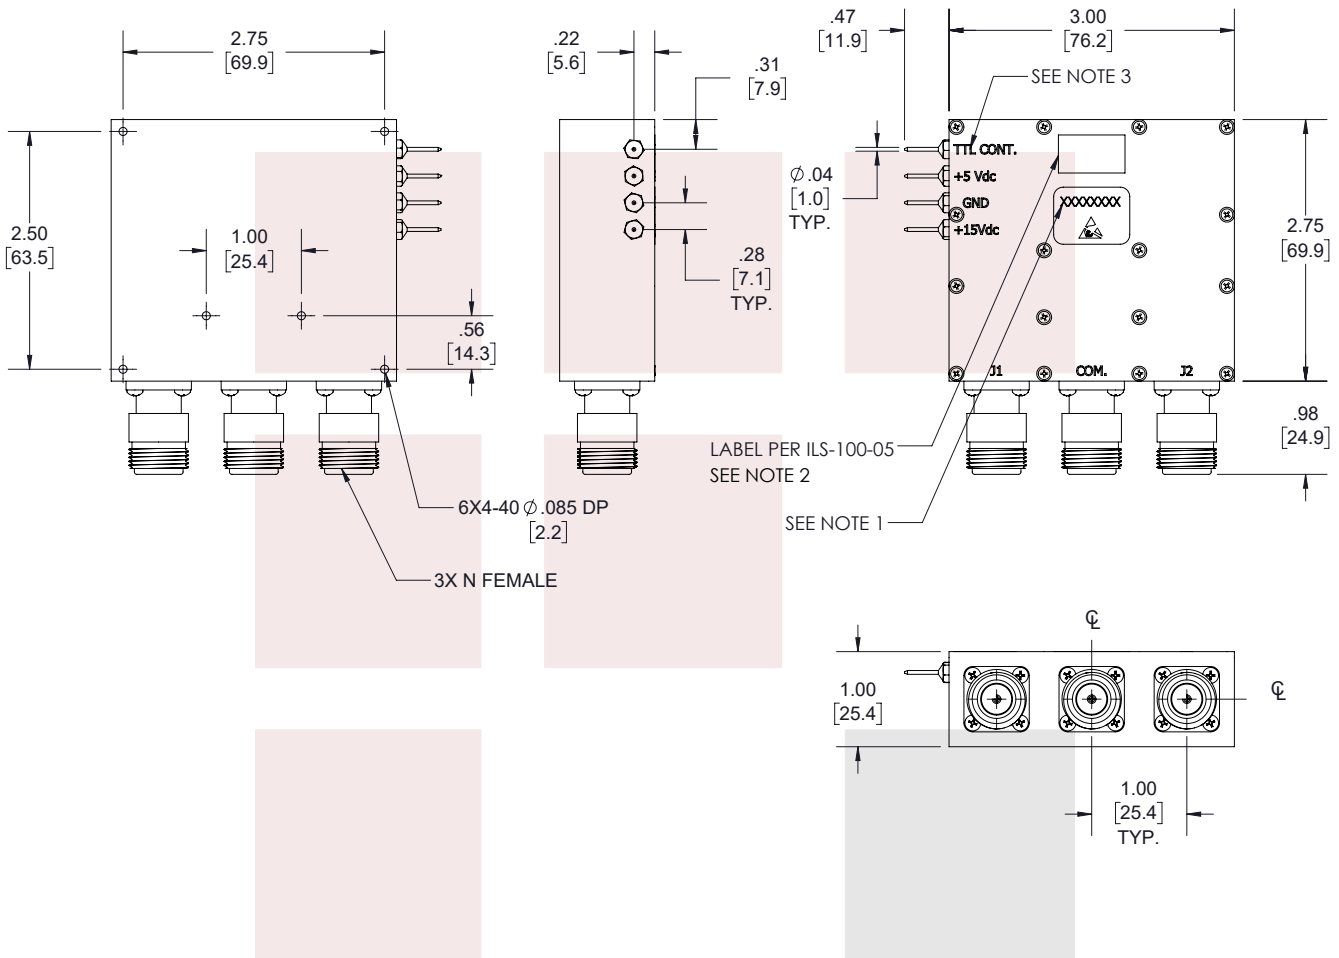 2.75
[69.9]
.22
[5.6]
.31
[7.9]
.47
[11.9]
3.00
[76.2]
SEE NOTE 3
2.50
[63.5]
1.00
[25.4]
.56
[14.3]
.28
[7.1]
TYP.
Ø.04
[1.0]
TYP.
TTL CONT.
+5 Vdc
GND
+15Vdc
XXXXXXXX
2.75
[69.9]
J1 COM. J2
.98
[24.9]
LABEL PER ILS-100-05
SEE NOTE 2
SEE NOTE 1
6X4-40 Ø.085 DP
[2.2]
3X N FEMALE
℄
℄
1.00
[25.4]
1.00
[25.4]
TYP.